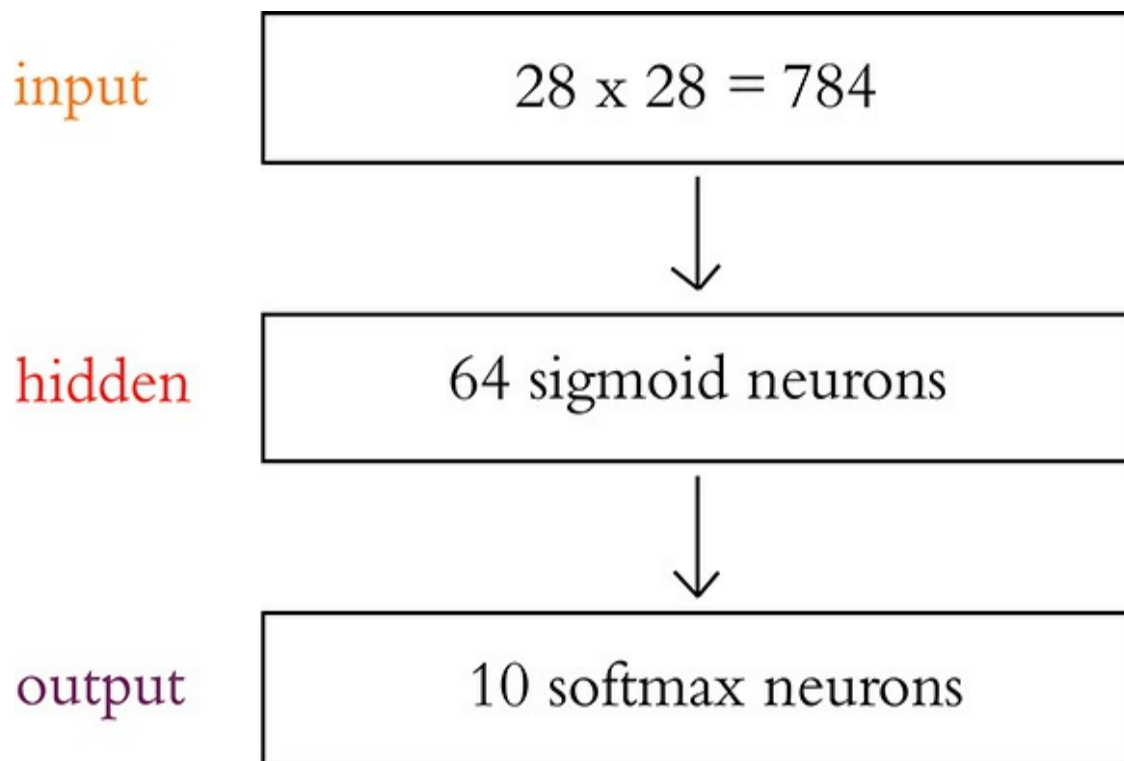 input
28 x 28 = 784
hidden
64 sigmoid neurons
output
10 softmax neurons